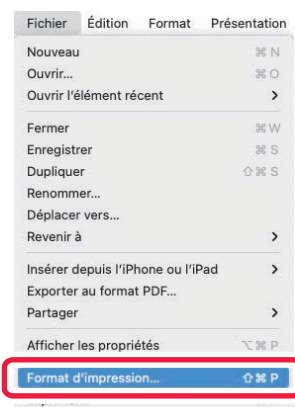 Fichier Édition Format Présentation
Nouveau ⌘ N
Ouvrir... ⌘ O
Ouvrir l'élément récent >
Fermer ⌘ W
Enregistrer ⌘ S
Dupliquer ⇧ ⌘ S
Renommer...
Déplacer vers...
Revenir à >
Insérer depuis l'iPhone ou l'iPad >
Exporter au format PDF...
Partager >
Afficher les propriétés ⌥ ⌘ P
Format d'impression... ⇧ ⌘ P